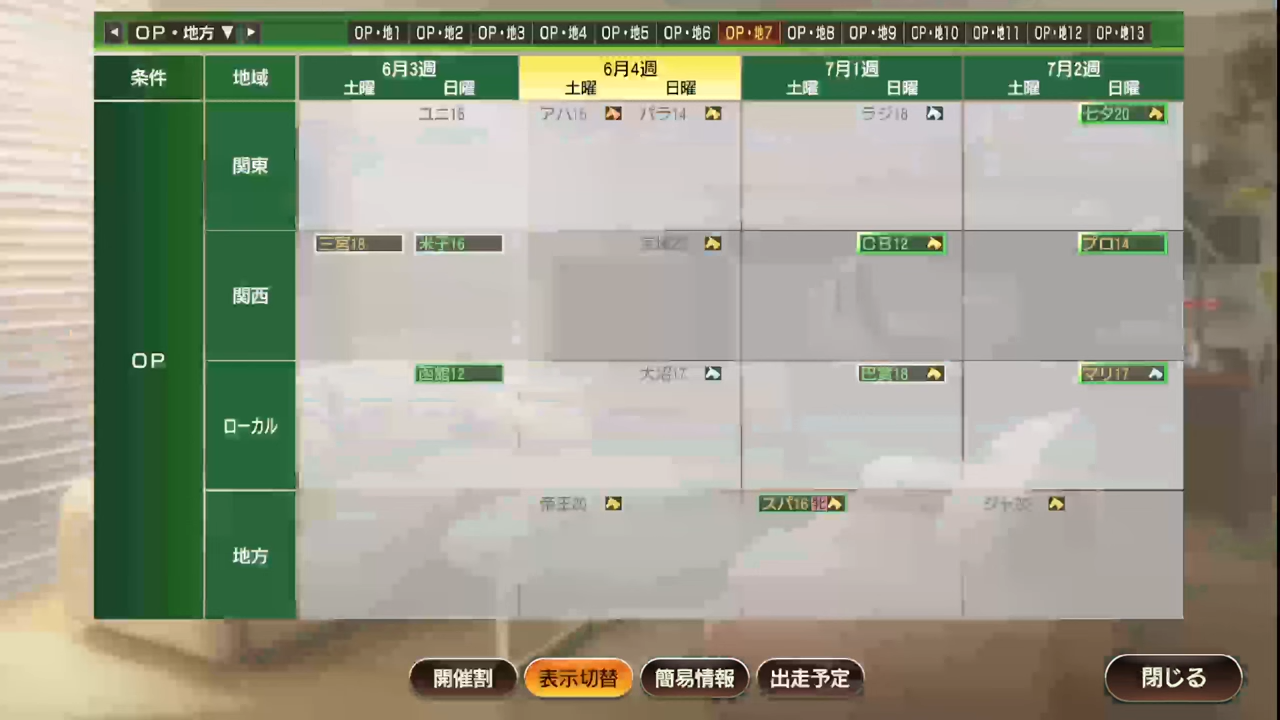 ◀ OP・地方▼ ▶ OP・地1 OP・地2 OP・地3 OP・地4 OP・地5 OP・地6 OP・地7 OP・地8 OP・地9 OP・地10 OP・地11 OP・地12 OP・地13
条件 地域 6月3週 6月4週 7月1週 7月2週
土曜 日曜 土曜 日曜 土曜 日曜 土曜 日曜
関東 ユニ16 アハ16 パラ14 ラジ18 七夕20
関西 三宮18 米子16 CB12 プロ14
OP
ローカル 函館12 大沼17 巴賞18 マリ17
地方 帝王20 スパ16牝 ジャ20
開催割 表示切替 簡易情報 出走予定 閉じる